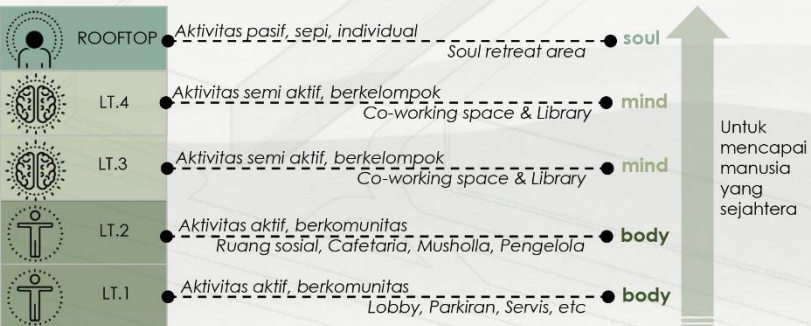 ROOFTOP
Aktivitas pasif, sepi, individual
Soul retreat area
soul
LT.4
Aktivitas semi aktif, berkelompok
Co-working space & Library
mind
LT.3
Aktivitas semi aktif, berkelompok
Co-working space & Library
mind
LT.2
Aktivitas aktif, berkomunitas
Ruang sosial, Cafetaria, Musholla, Pengelola
body
LT.1
Aktivitas aktif, berkomunitas
Lobby, Parkiran, Servis, etc
body
Untuk
mencapai
manusia
yang
sejahtera